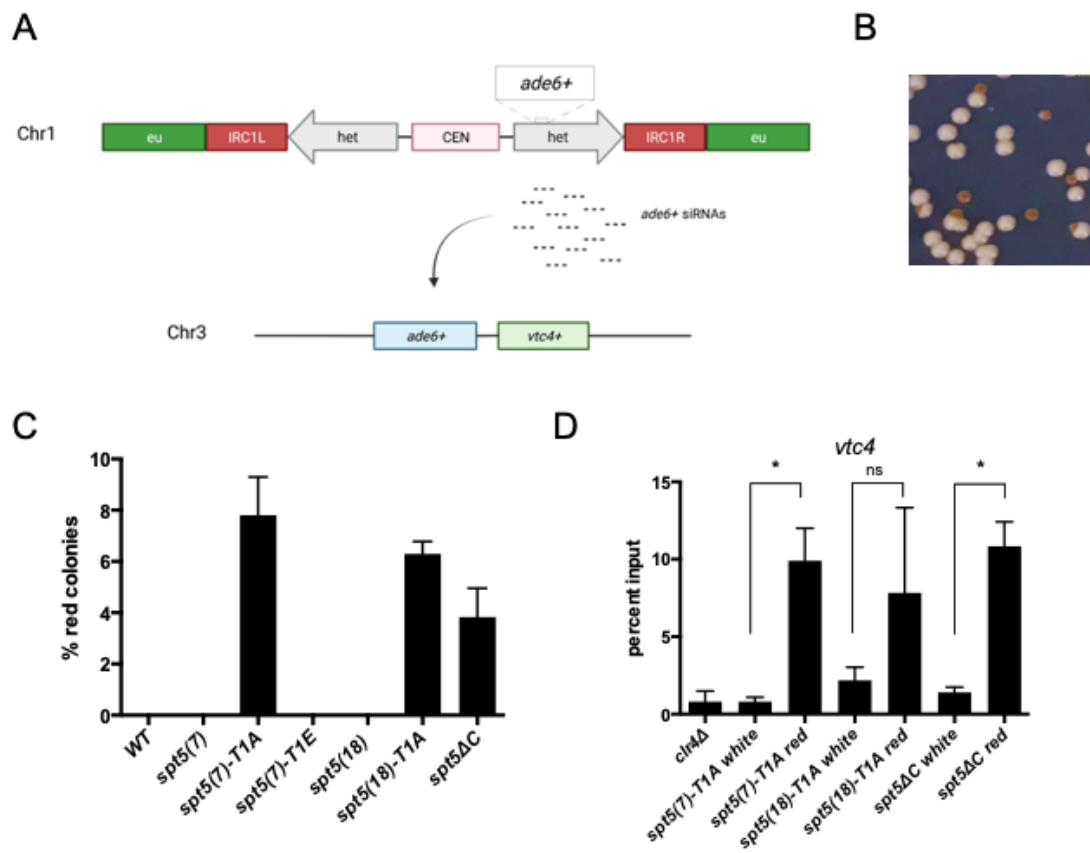 A
B
ade6+
Chr1
eu IRC1L het CEN het IRC1R eu
ade6+ siRNAs
Chr3
ade6+ vtc4+
C
D
% red colonies
10
8
6
4
2
0
WT
spt5(7)
spt5(7)-T1A
spt5(7)-T1E
spt5(18)
spt5(18)-T1A
spt5ΔC
vtc4
* ns *
percent input
15
10
5
0
clr4Δ
spt5(7)-T1A white
spt5(7)-T1A red
spt5(18)-T1A white
spt5(18)-T1A red
spt5ΔC white
spt5ΔC red